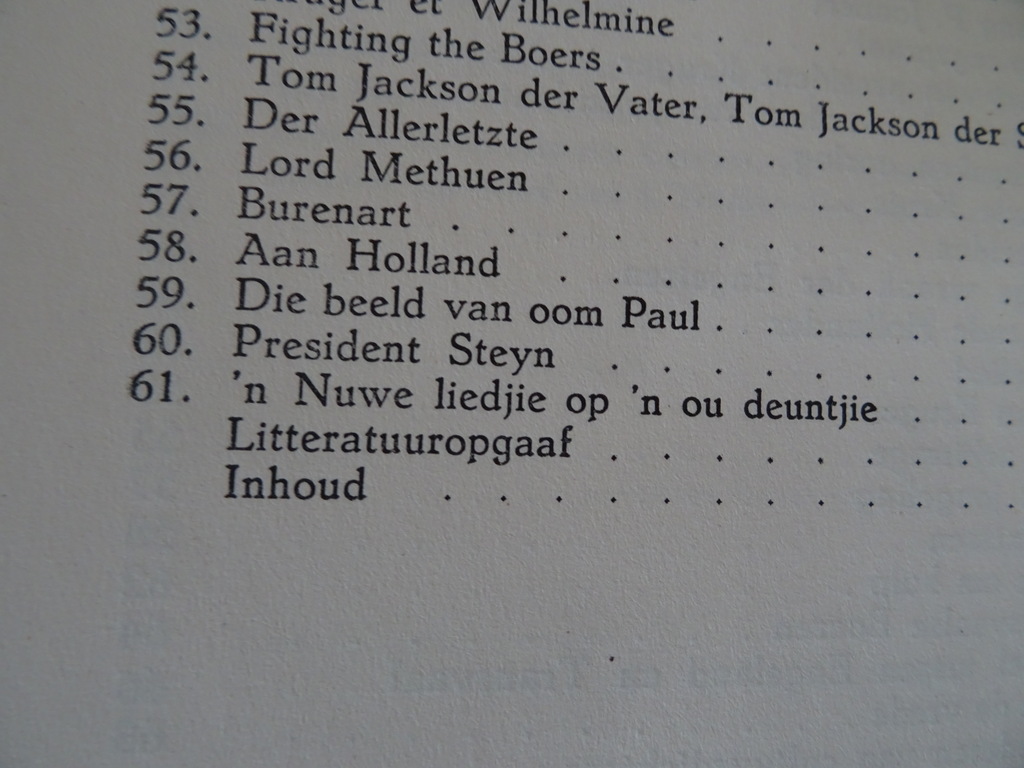 et Wilhelmine . . . . . .
53. Fighting the Boers . . . . . . . .
54. Tom Jackson der Vater, Tom Jackson der
55. Der Allerletzte . . . . . . . . .
56. Lord Methuen . . . . . . . . .
57. Burenart . . . . . . . . . . .
58. Aan Holland . . . . . . . . .
59. Die beeld van oom Paul . . . . . .
60. President Steyn . . . . . . . .
61. 'n Nuwe liedjie op 'n ou deuntjie . . .
Litteratuuropgaaf . . . . . . . .
Inhoud . . . . . . . . . . .